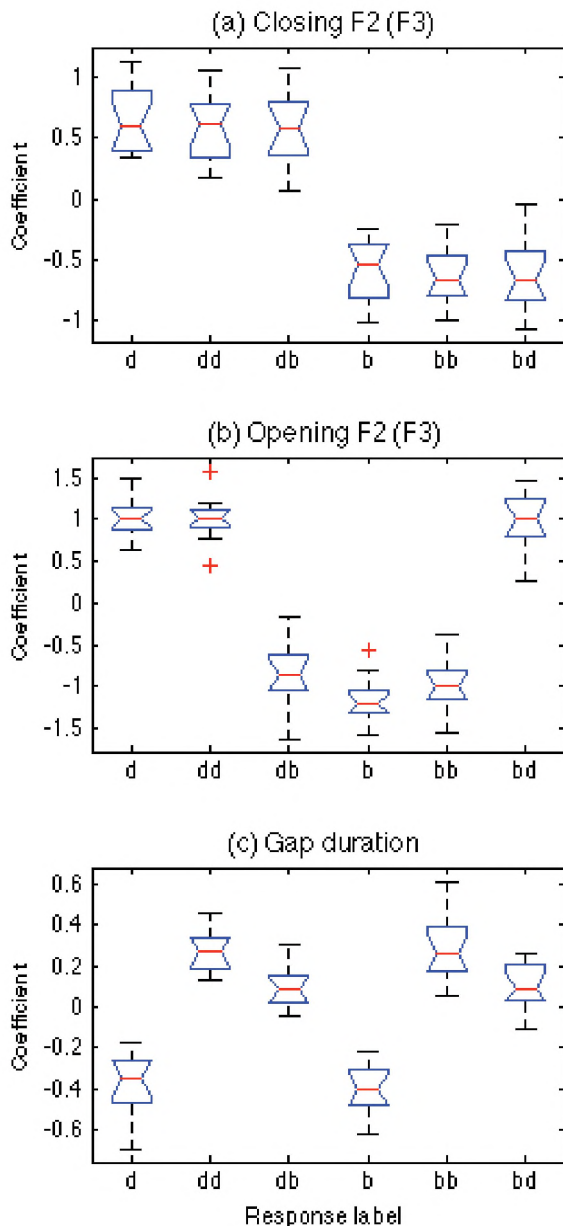 (a) Closing F2 (F3)
1
0.5
0
-0.5
-1
Coefficient
d dd db b bb bd
(b) Opening F2 (F3)
1.5
1
0.5
0
-0.5
-1
-1.5
Coefficient
d dd db b bb bd
(c) Gap duration
0.6
0.4
0.2
0
-0.2
-0.4
-0.6
Coefficient
d dd db b bb bd
Response label